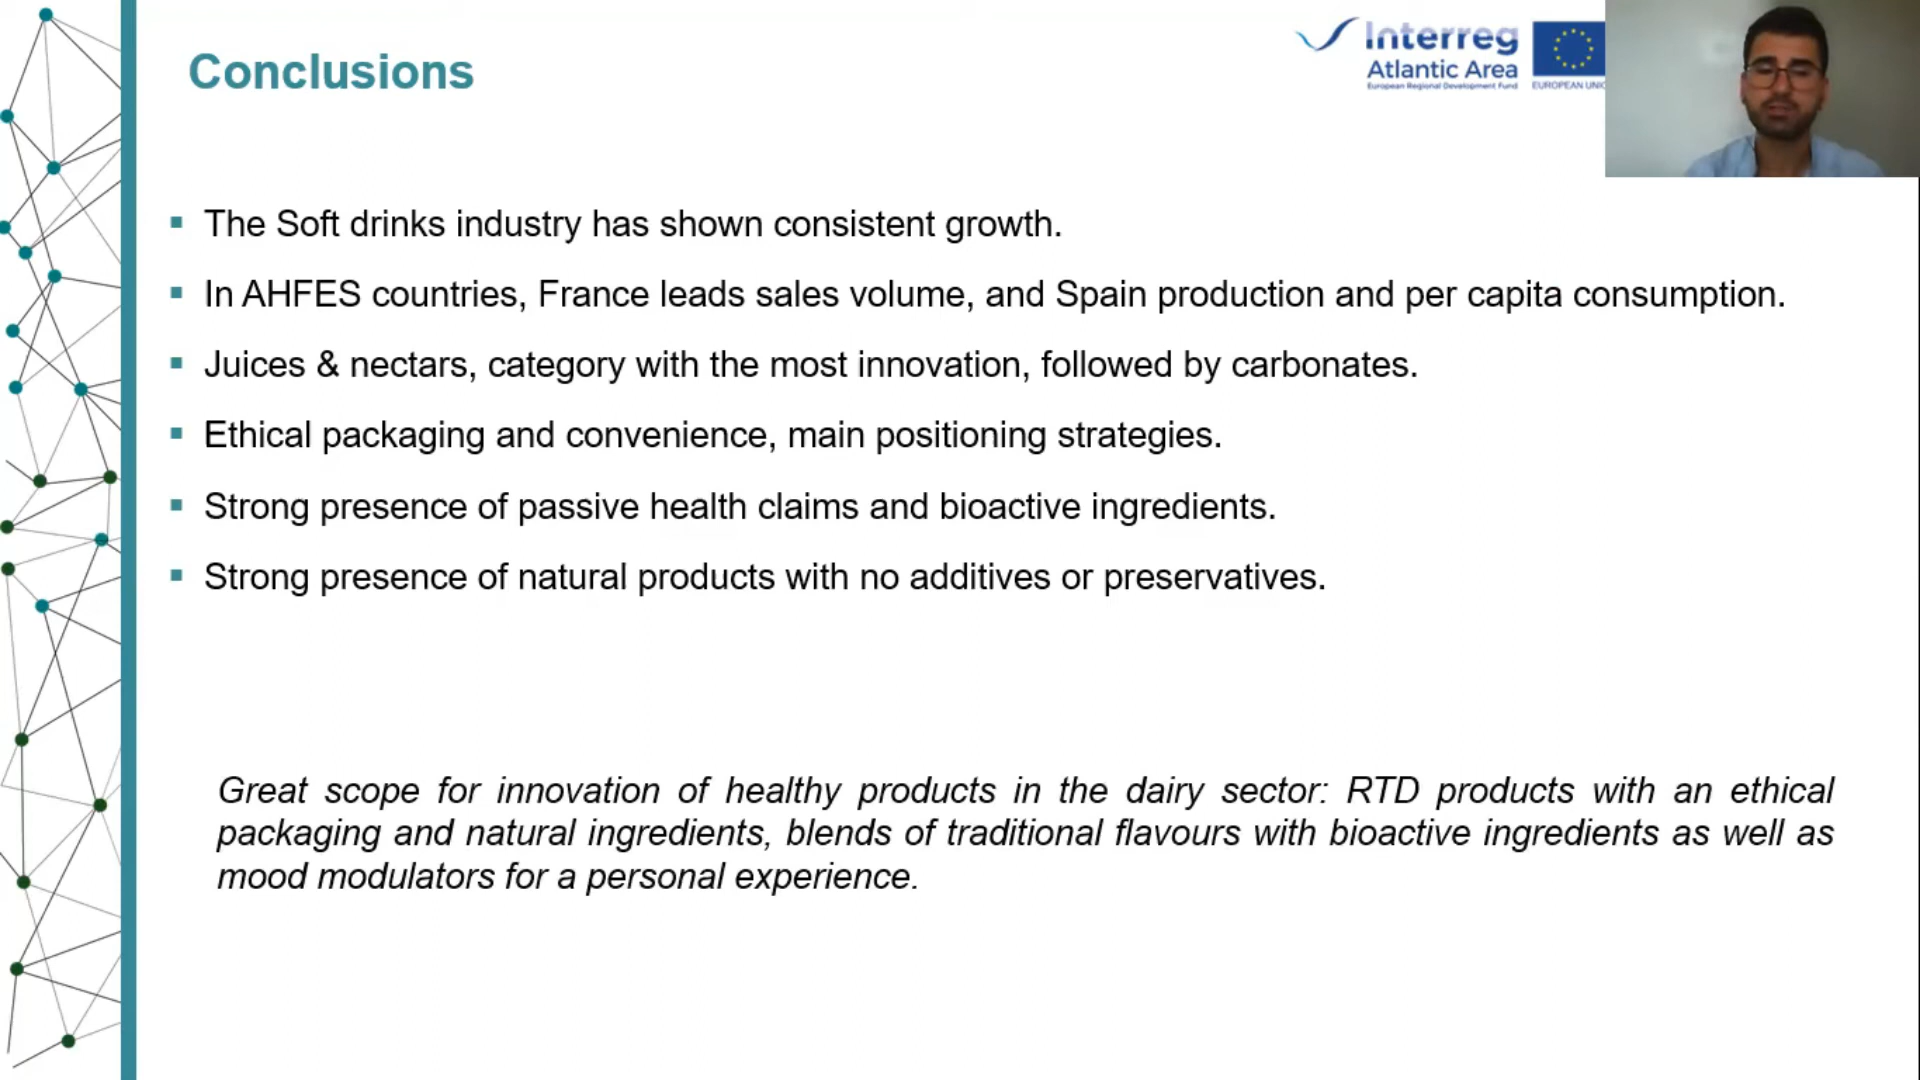 Conclusions
Interreg
Atlantic Area
European Regional Development Fund
EUROPEAN
▪ The Soft drinks industry has shown consistent growth.
▪ In AHFES countries, France leads sales volume, and Spain production and per capita consumption.
▪ Juices & nectars, category with the most innovation, followed by carbonates.
▪ Ethical packaging and convenience, main positioning strategies.
▪ Strong presence of passive health claims and bioactive ingredients.
▪ Strong presence of natural products with no additives or preservatives.
Great scope for innovation of healthy products in the dairy sector: RTD products with an ethical
packaging and natural ingredients, blends of traditional flavours with bioactive ingredients as well as
mood modulators for a personal experience.